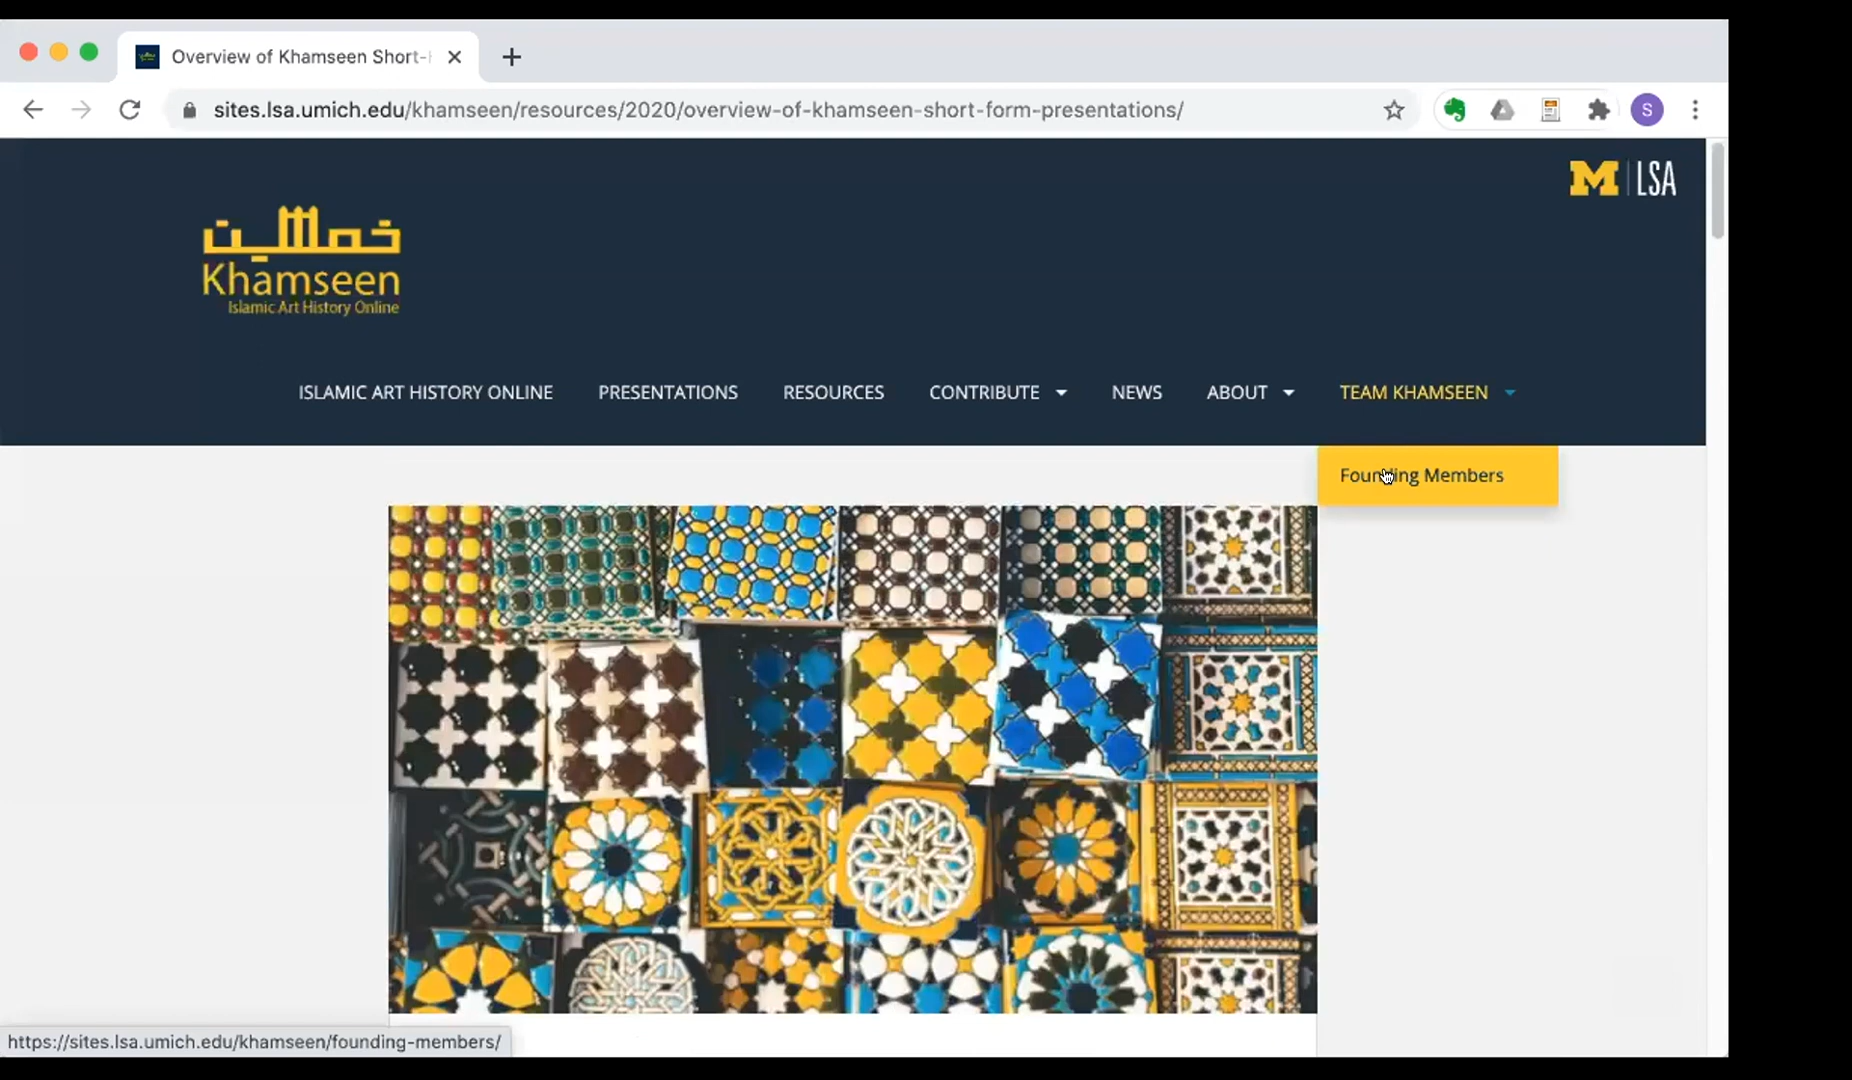 Overview of Khamseen Short-
sites.lsa.umich.edu/khamseen/resources/2020/overview-of-khamseen-short-form-presentations/
S
M | LSA
خمسين
Khamseen
Islamic Art History Online
ISLAMIC ART HISTORY ONLINE PRESENTATIONS RESOURCES CONTRIBUTE NEWS ABOUT TEAM KHAMSEEN
Founding Members
https://sites.lsa.umich.edu/khamseen/founding-members/